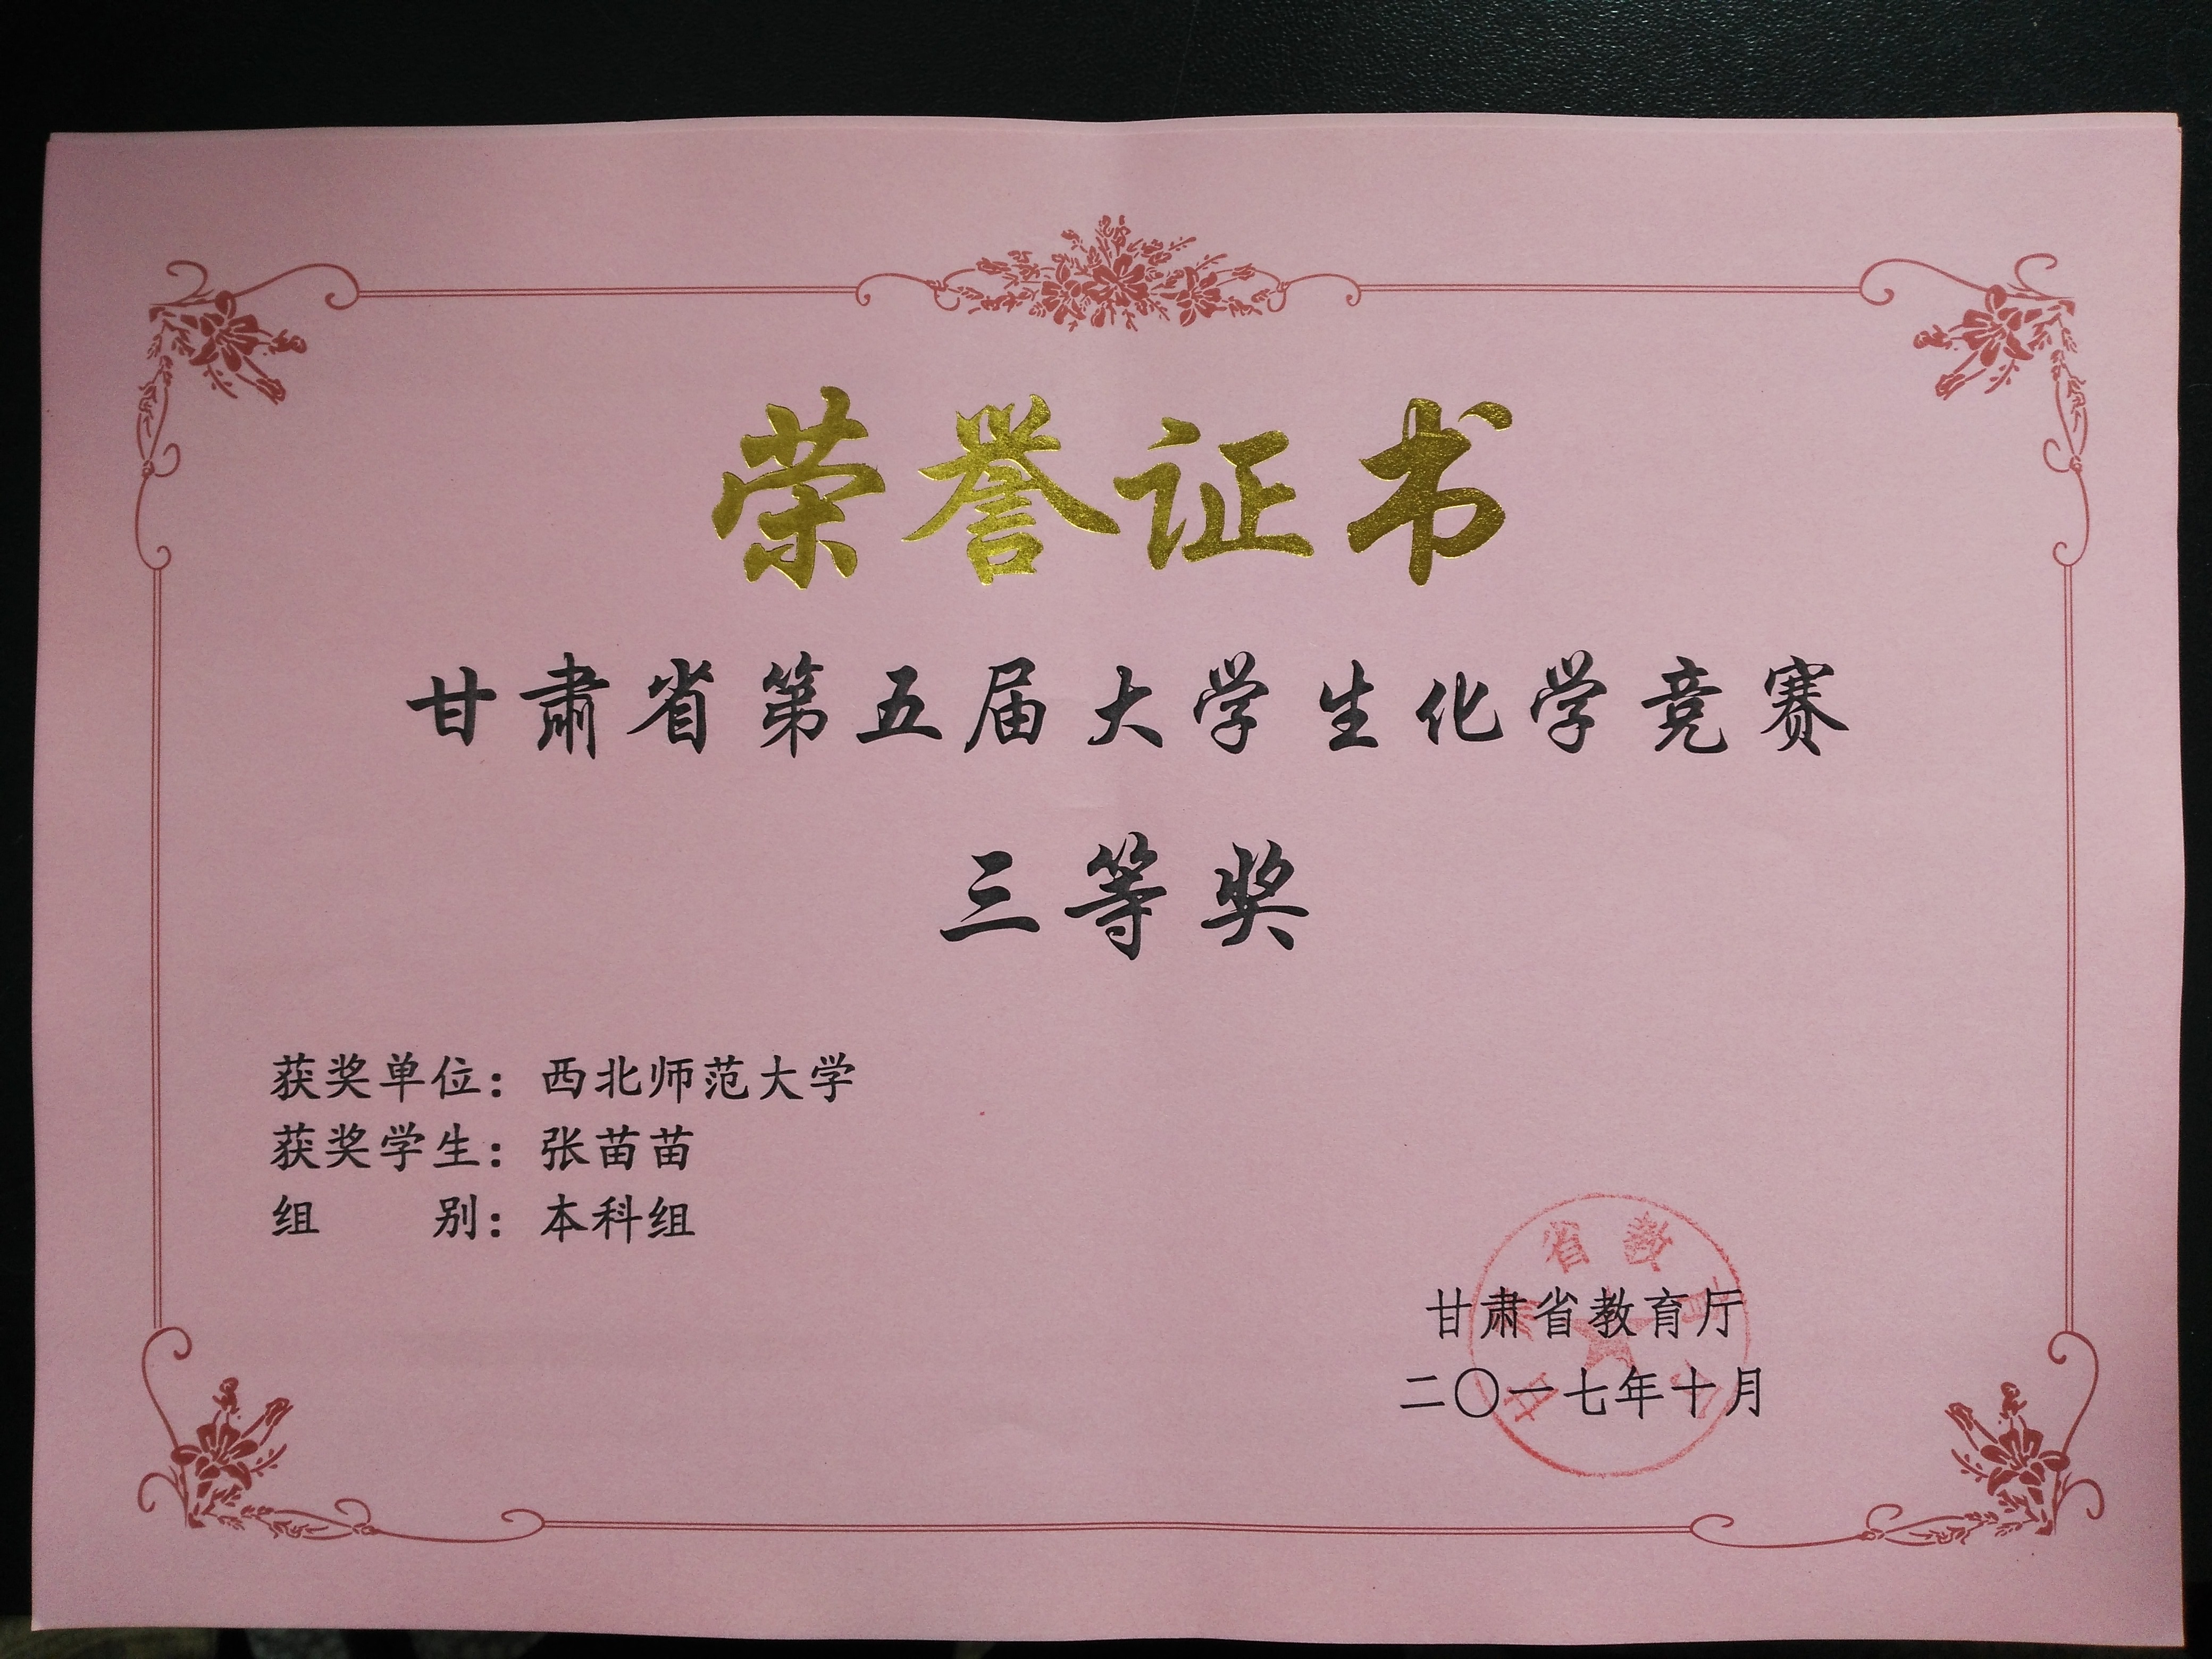 荣誉证书
甘肃省第五届大学生化学竞赛
三等奖
获奖单位：西北师范大学
获奖学生：张苗苗
组　　别：本科组
省教
甘肃省教育厅
二〇一七年十月